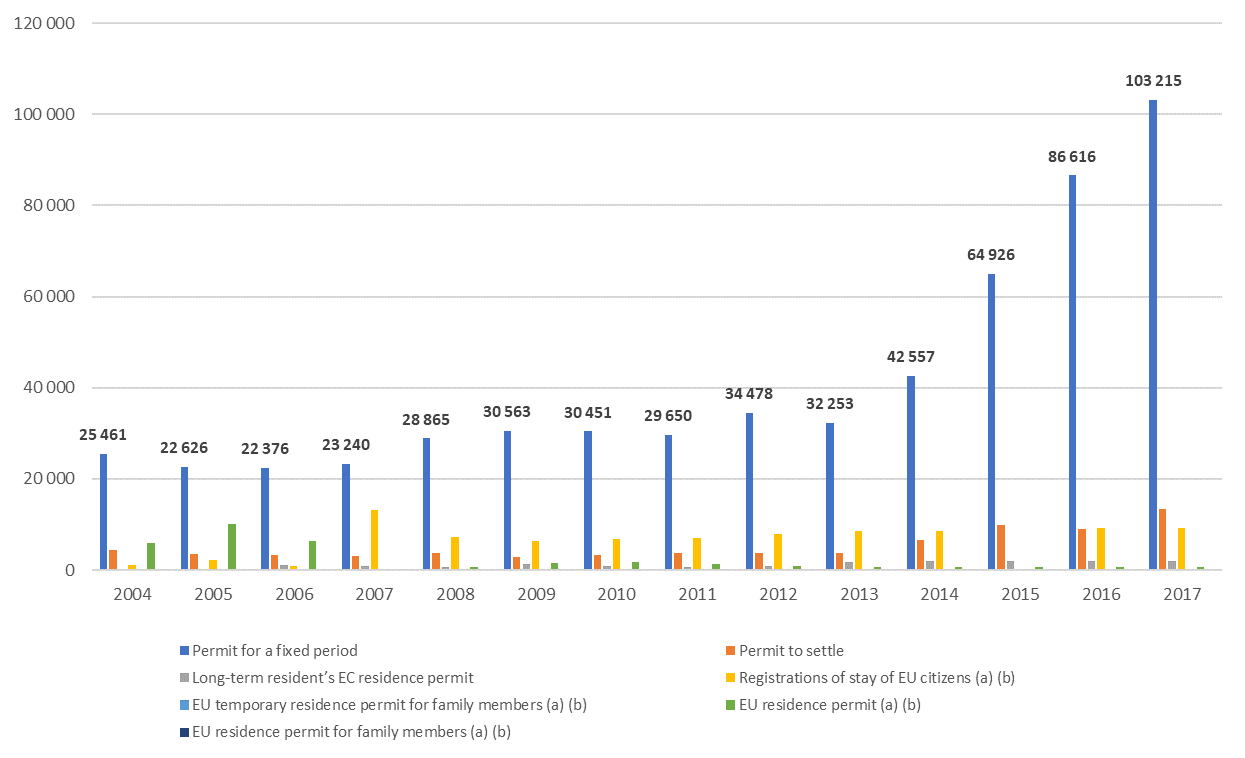 120 000
100 000
80 000
60 000
40 000
20 000
0
25 461
22 626
22 376
23 240
28 865
30 563
30 451
29 650
34 478
32 253
42 557
64 926
86 616
103 215
2004 2005 2006 2007 2008 2009 2010 2011 2012 2013 2014 2015 2016 2017
Permit for a fixed period
Permit to settle
Long-term resident's EC residence permit
Registrations of stay of EU citizens (a) (b)
EU temporary residence permit for family members (a) (b)
EU residence permit (a) (b)
EU residence permit for family members (a) (b)